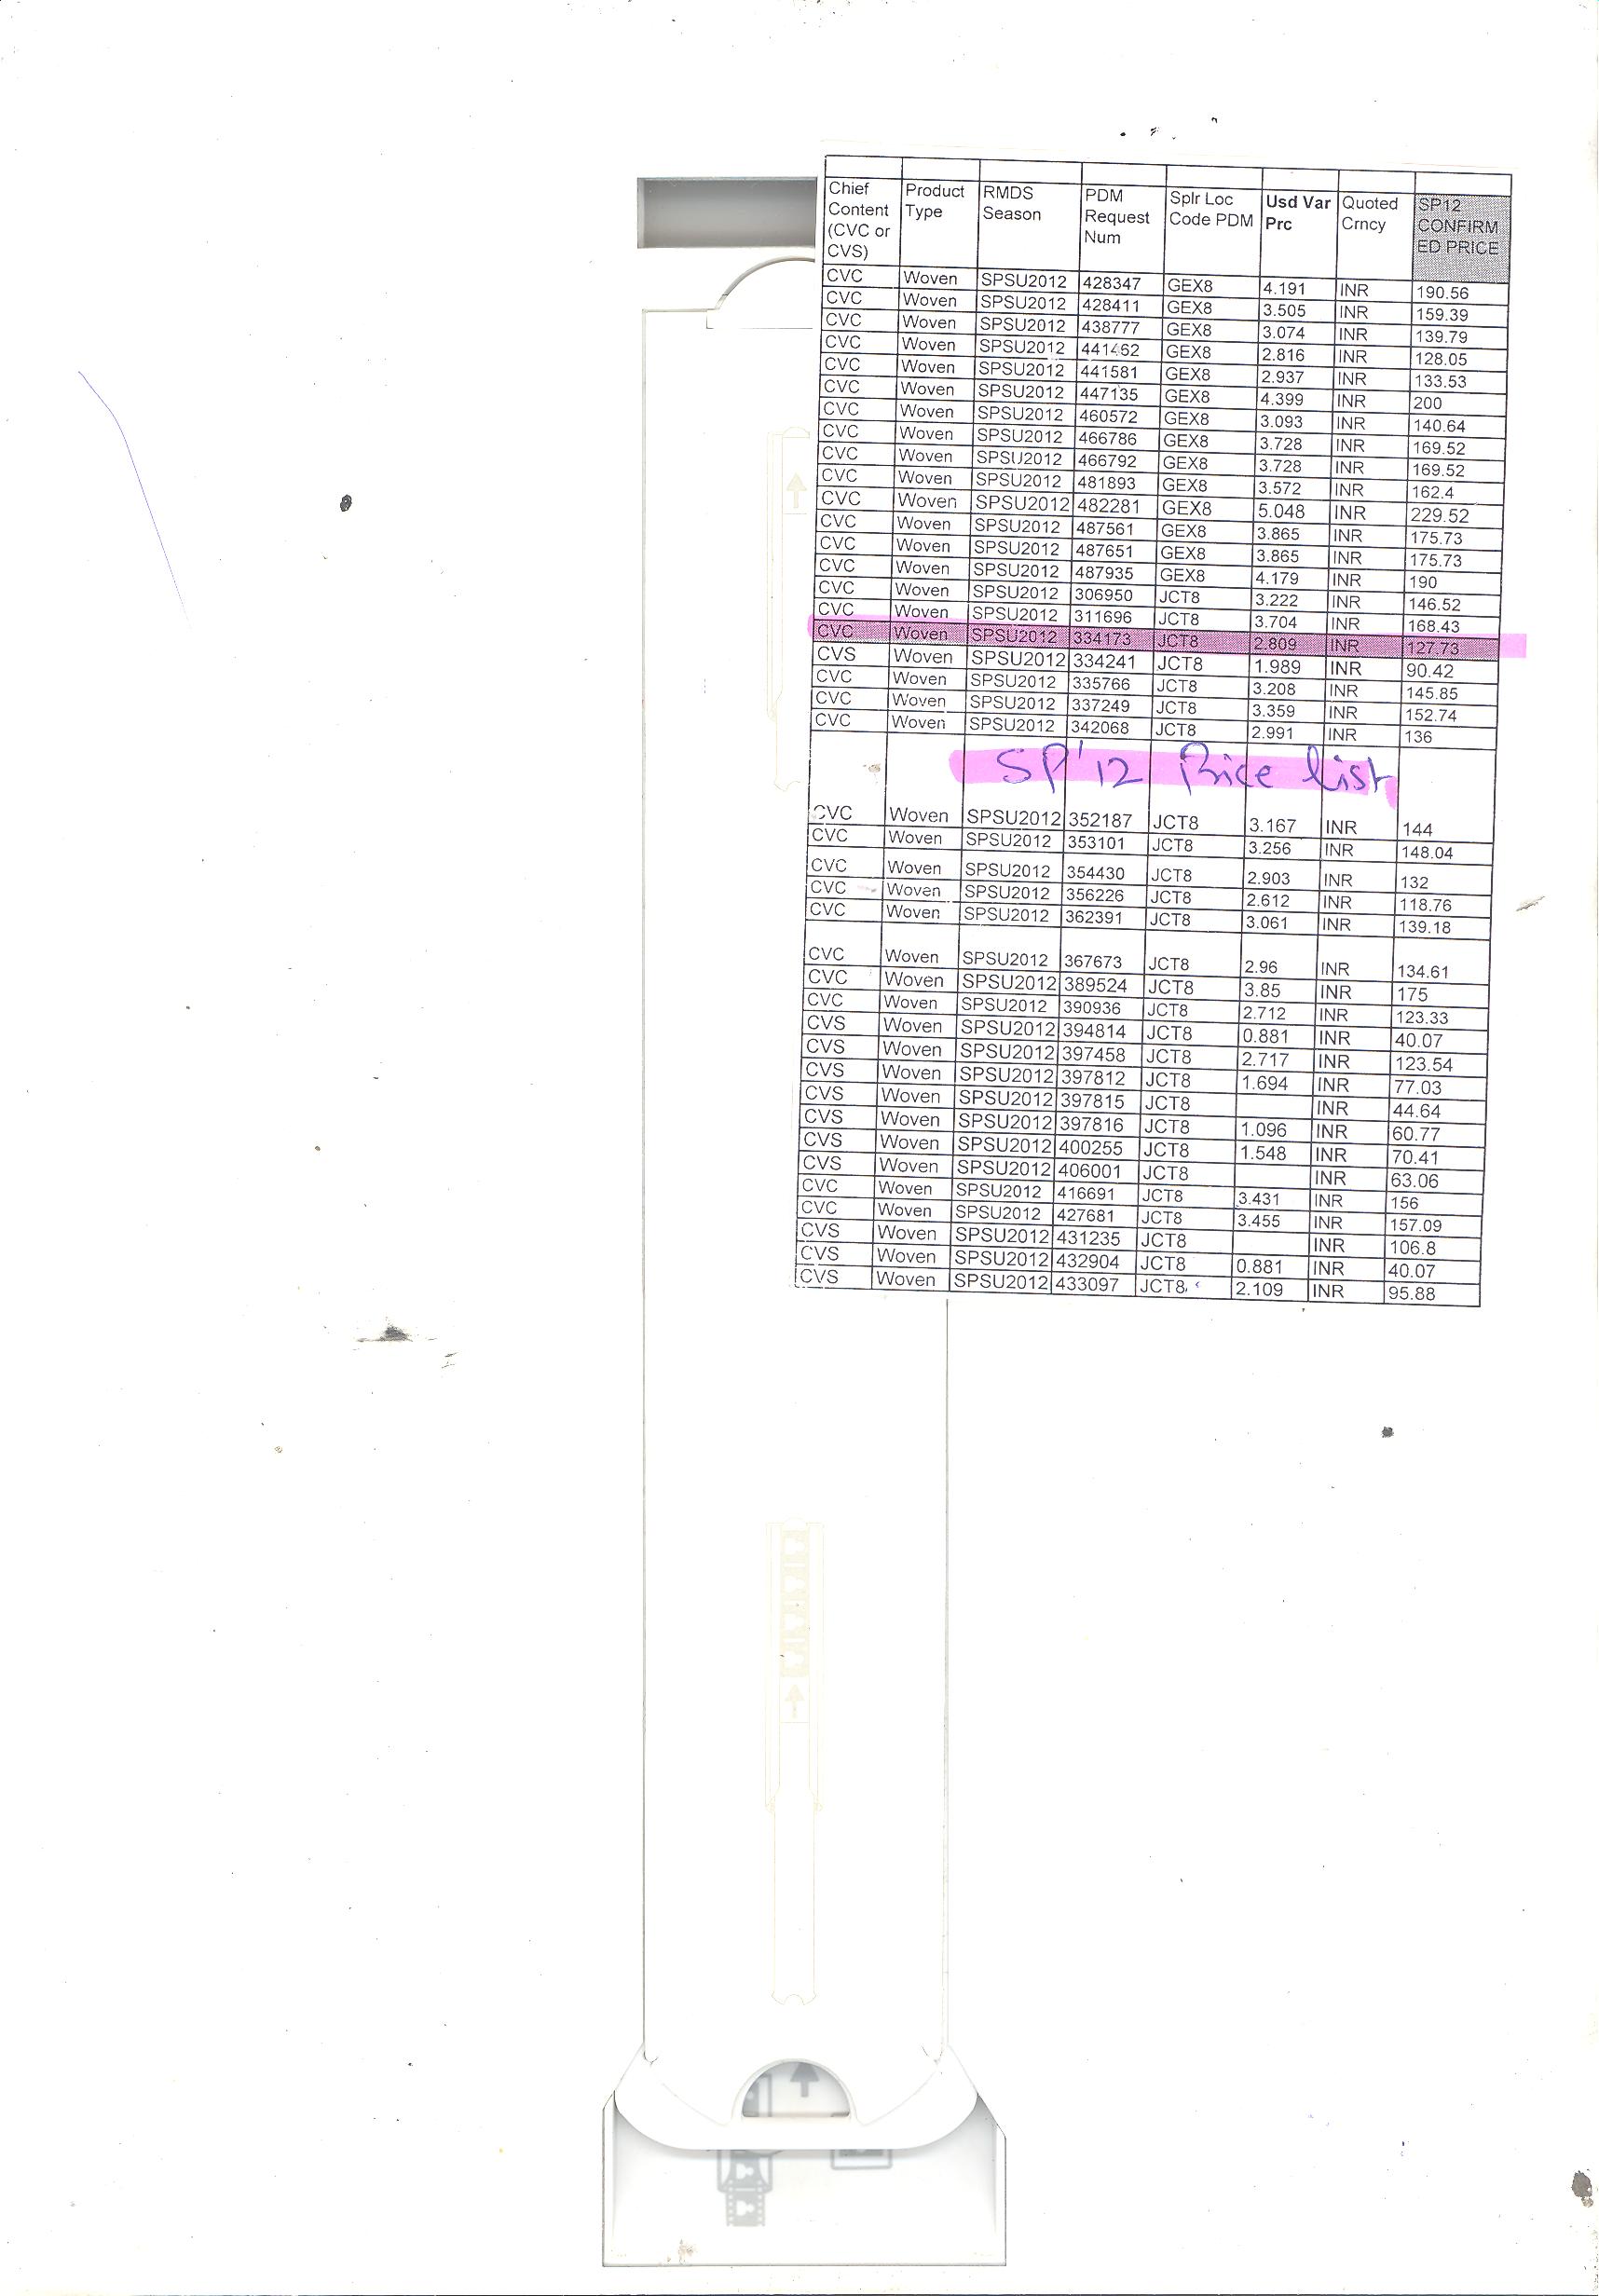 Chief Content (CVC or CVS) Product Type RMDS Season PDM Request Num Splr Loc Code PDM Usd Var Prc Quoted Crncy SP12 CONFIRMED PRICE
CVC Woven SPSU2012 428347 GEX8 4.191 INR 190.56
CVC Woven SPSU2012 428411 GEX8 3.505 INR 159.39
CVC Woven SPSU2012 438777 GEX8 3.074 INR 139.79
CVC Woven SPSU2012 441462 GEX8 2.816 INR 128.05
CVC Woven SPSU2012 441581 GEX8 2.937 INR 133.53
CVC Woven SPSU2012 447135 GEX8 4.399 INR 200
CVC Woven SPSU2012 460572 GEX8 3.093 INR 140.64
CVC Woven SPSU2012 466786 GEX8 3.728 INR 169.52
CVC Woven SPSU2012 466792 GEX8 3.728 INR 169.52
CVC Woven SPSU2012 481893 GEX8 3.572 INR 162.4
CVC Woven SPSU2012 482281 GEX8 5.048 INR 229.52
CVC Woven SPSU2012 487561 GEX8 3.865 INR 175.73
CVC Woven SPSU2012 487651 GEX8 3.865 INR 175.73
CVC Woven SPSU2012 487935 GEX8 4.179 INR 190
CVC Woven SPSU2012 306950 JCT8 3.222 INR 146.52
CVC Woven SPSU2012 311696 JCT8 3.704 INR 168.43
CVC Woven SPSU2012 334173 JCT8 2.809 INR 127.73
CVS Woven SPSU2012 334241 JCT8 1.989 INR 90.42
CVC Woven SPSU2012 335766 JCT8 3.208 INR 145.85
CVC Woven SPSU2012 337249 JCT8 3.359 INR 152.74
CVC Woven SPSU2012 342068 JCT8 2.991 INR 136
SP'12 Price list
CVC Woven SPSU2012 352187 JCT8 3.167 INR 144
CVC Woven SPSU2012 353101 JCT8 3.256 INR 148.04
CVC Woven SPSU2012 354430 JCT8 2.903 INR 132
CVC Woven SPSU2012 356226 JCT8 2.612 INR 118.76
CVC Woven SPSU2012 362391 JCT8 3.061 INR 139.18
CVC Woven SPSU2012 367673 JCT8 2.96 INR 134.61
CVC Woven SPSU2012 389524 JCT8 3.85 INR 175
CVC Woven SPSU2012 390936 JCT8 2.712 INR 123.33
CVS Woven SPSU2012 394814 JCT8 0.881 INR 40.07
CVS Woven SPSU2012 397458 JCT8 2.717 INR 123.54
CVS Woven SPSU2012 397812 JCT8 1.694 INR 77.03
CVS Woven SPSU2012 397815 JCT8 INR 44.64
CVS Woven SPSU2012 397816 JCT8 1.096 INR 60.77
CVS Woven SPSU2012 400255 JCT8 1.548 INR 70.41
CVS Woven SPSU2012 406001 JCT8 INR 63.06
CVC Woven SPSU2012 416691 JCT8 3.431 INR 156
CVC Woven SPSU2012 427681 JCT8 3.455 INR 157.09
CVS Woven SPSU2012 431235 JCT8 INR 106.8
CVS Woven SPSU2012 432904 JCT8 0.881 INR 40.07
CVS Woven SPSU2012 433097 JCT8 2.109 INR 95.88